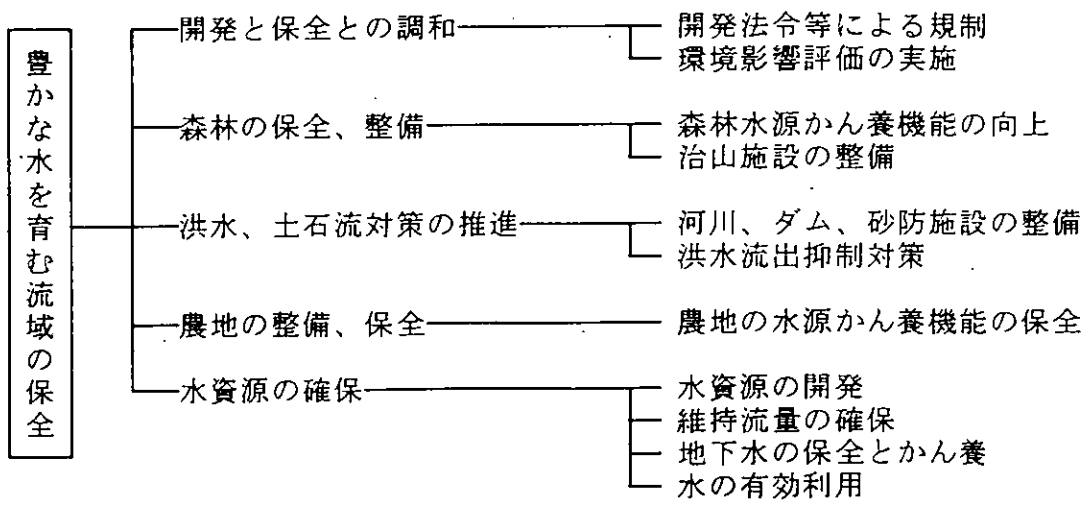 豊かな水を育む流域の保全
開発と保全との調和
開発法令等による規制
環境影響評価の実施
森林の保全、整備
森林水源かん養機能の向上
治山施設の整備
洪水、土石流対策の推進
河川、ダム、砂防施設の整備
洪水流出抑制対策
農地の整備、保全
農地の水源かん養機能の保全
水資源の確保
水資源の開発
維持流量の確保
地下水の保全とかん養
水の有効利用